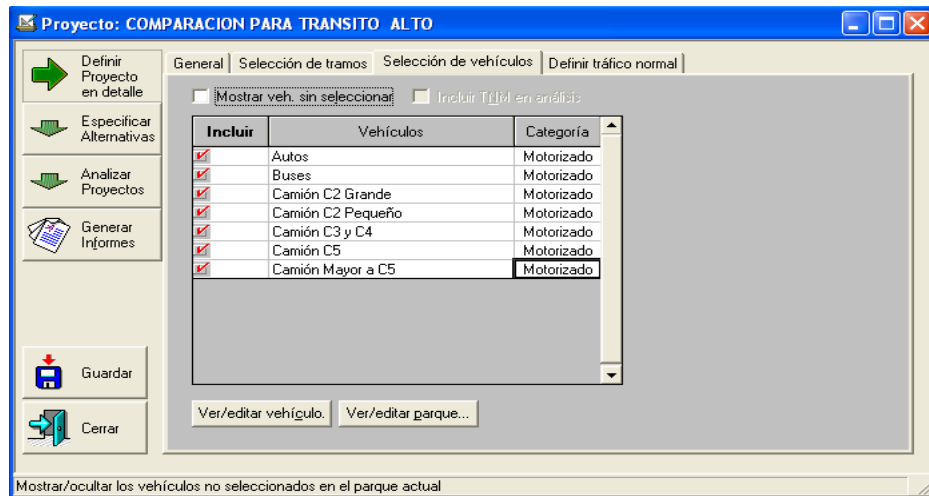 Proyecto: COMPARACION PARA TRANSITO ALTO
Definir
Proyecto
en detalle
Especificar
Alternativas
Analizar
Proyectos
Generar
Informes
Guardar
Cerrar
General
Selección de tramos
Selección de vehículos
Definir tráfico normal
Mostrar veh. sin seleccionar
Incluir TNM en análisis
Incluir Vehículos Categoría
Autos Motorizado
Buses Motorizado
Camión C2 Grande Motorizado
Camión C2 Pequeño Motorizado
Camión C3 y C4 Motorizado
Camión C5 Motorizado
Camión Mayor a C5 Motorizado
Ver/editar vehículo.
Ver/editar parque...
Mostrar/ocultar los vehículos no seleccionados en el parque actual